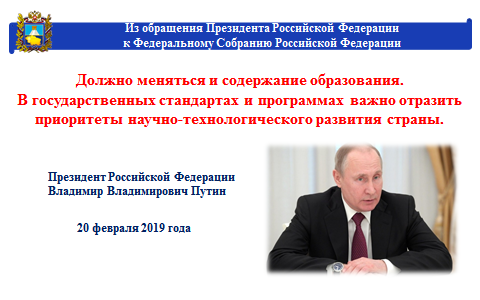 Из обращения Президента Российской Федерации
к Федеральному Собранию Российской Федерации
Должно меняться и содержание образования.
В государственных стандартах и программах важно отразить
приоритеты научно-технологического развития страны.
Президент Российской Федерации
Владимир Владимирович Путин
20 февраля 2019 года